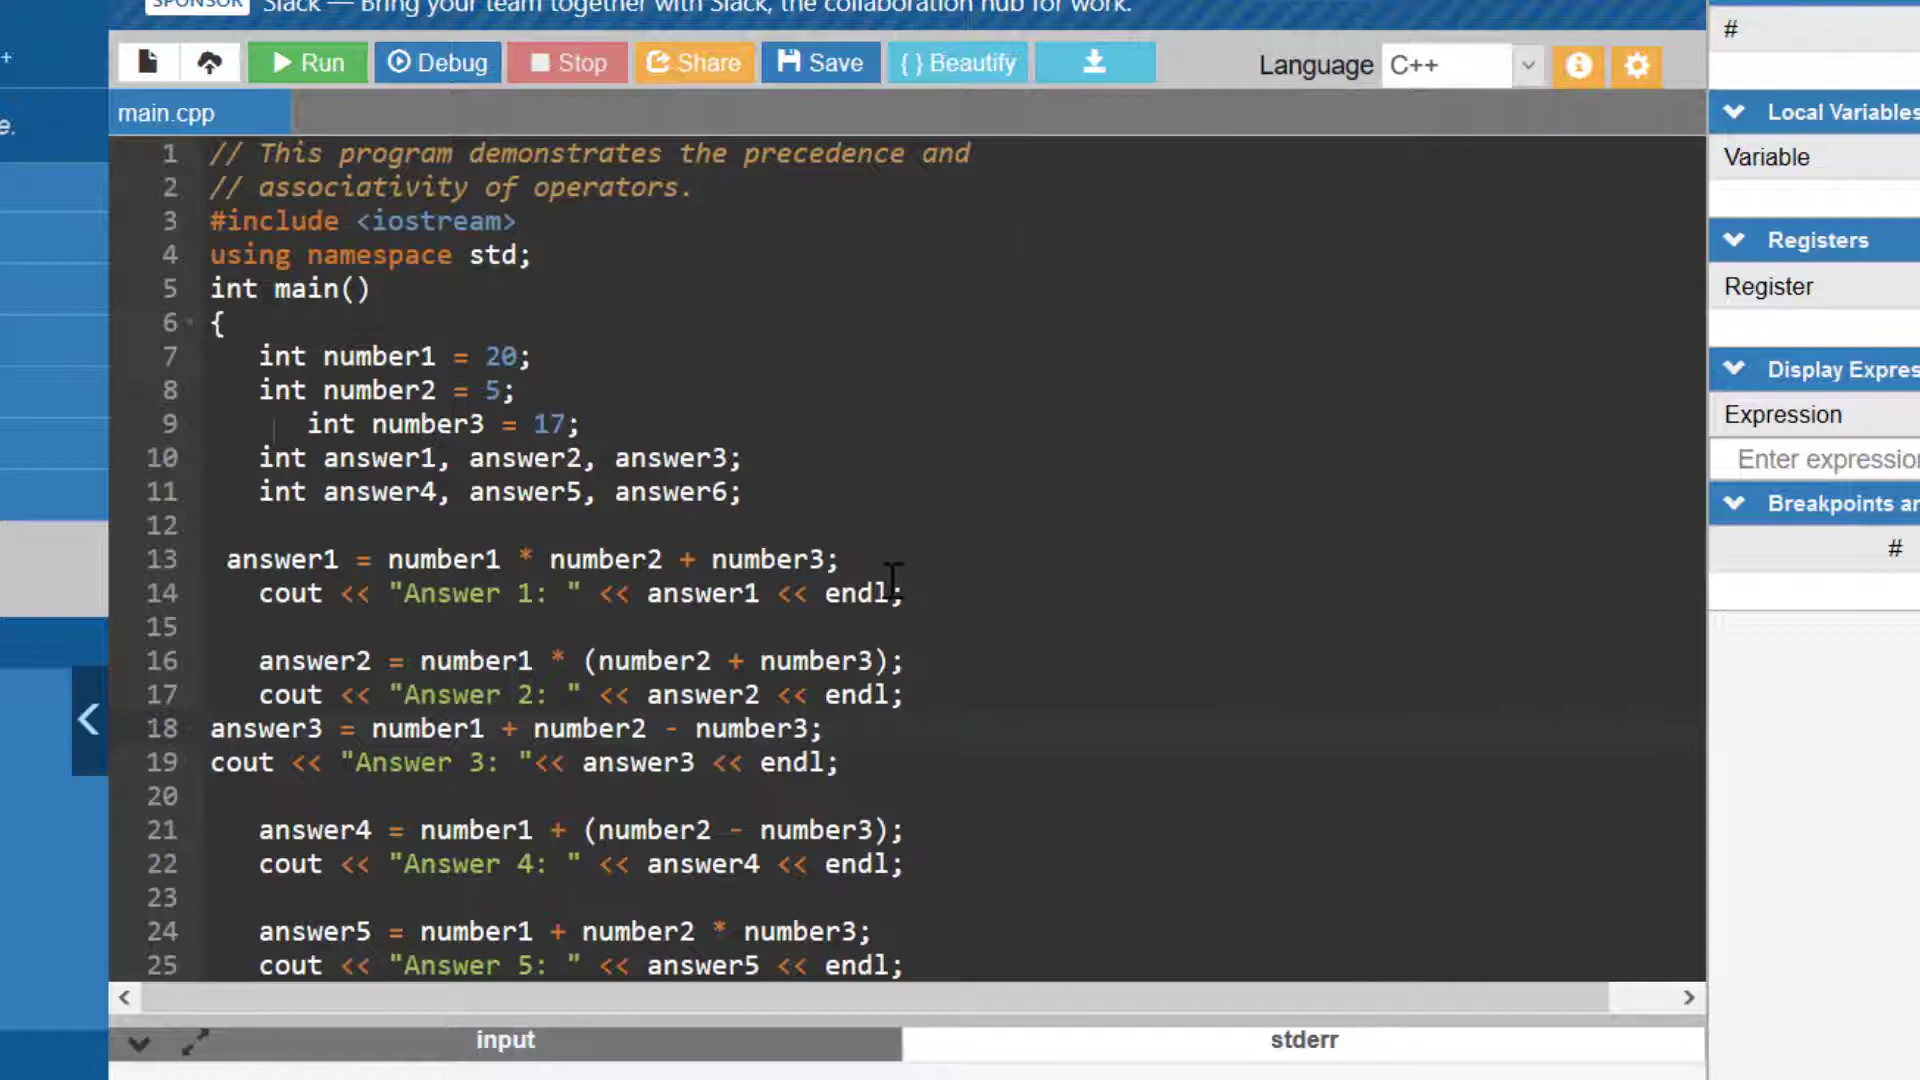 SPONSOR Slack — Bring your team together with Slack, the collaboration hub for work.
Run Debug Stop Share Save { } Beautify Language C++
main.cpp
1 // This program demonstrates the precedence and
2 // associativity of operators.
3 #include <iostream>
4 using namespace std;
5 int main()
6 {
7 int number1 = 20;
8 int number2 = 5;
9 int number3 = 17;
10 int answer1, answer2, answer3;
11 int answer4, answer5, answer6;
12
13 answer1 = number1 * number2 + number3;
14 cout << "Answer 1: " << answer1 << endl;
15
16 answer2 = number1 * (number2 + number3);
17 cout << "Answer 2: " << answer2 << endl;
18 answer3 = number1 + number2 - number3;
19 cout << "Answer 3: "<< answer3 << endl;
20
21 answer4 = number1 + (number2 - number3);
22 cout << "Answer 4: " << answer4 << endl;
23
24 answer5 = number1 + number2 * number3;
25 cout << "Answer 5: " << answer5 << endl;
input stderr
+
e.
#
Local Variables
Variable
Registers
Register
Display Expres
Expression
Enter expression
Breakpoints an
#